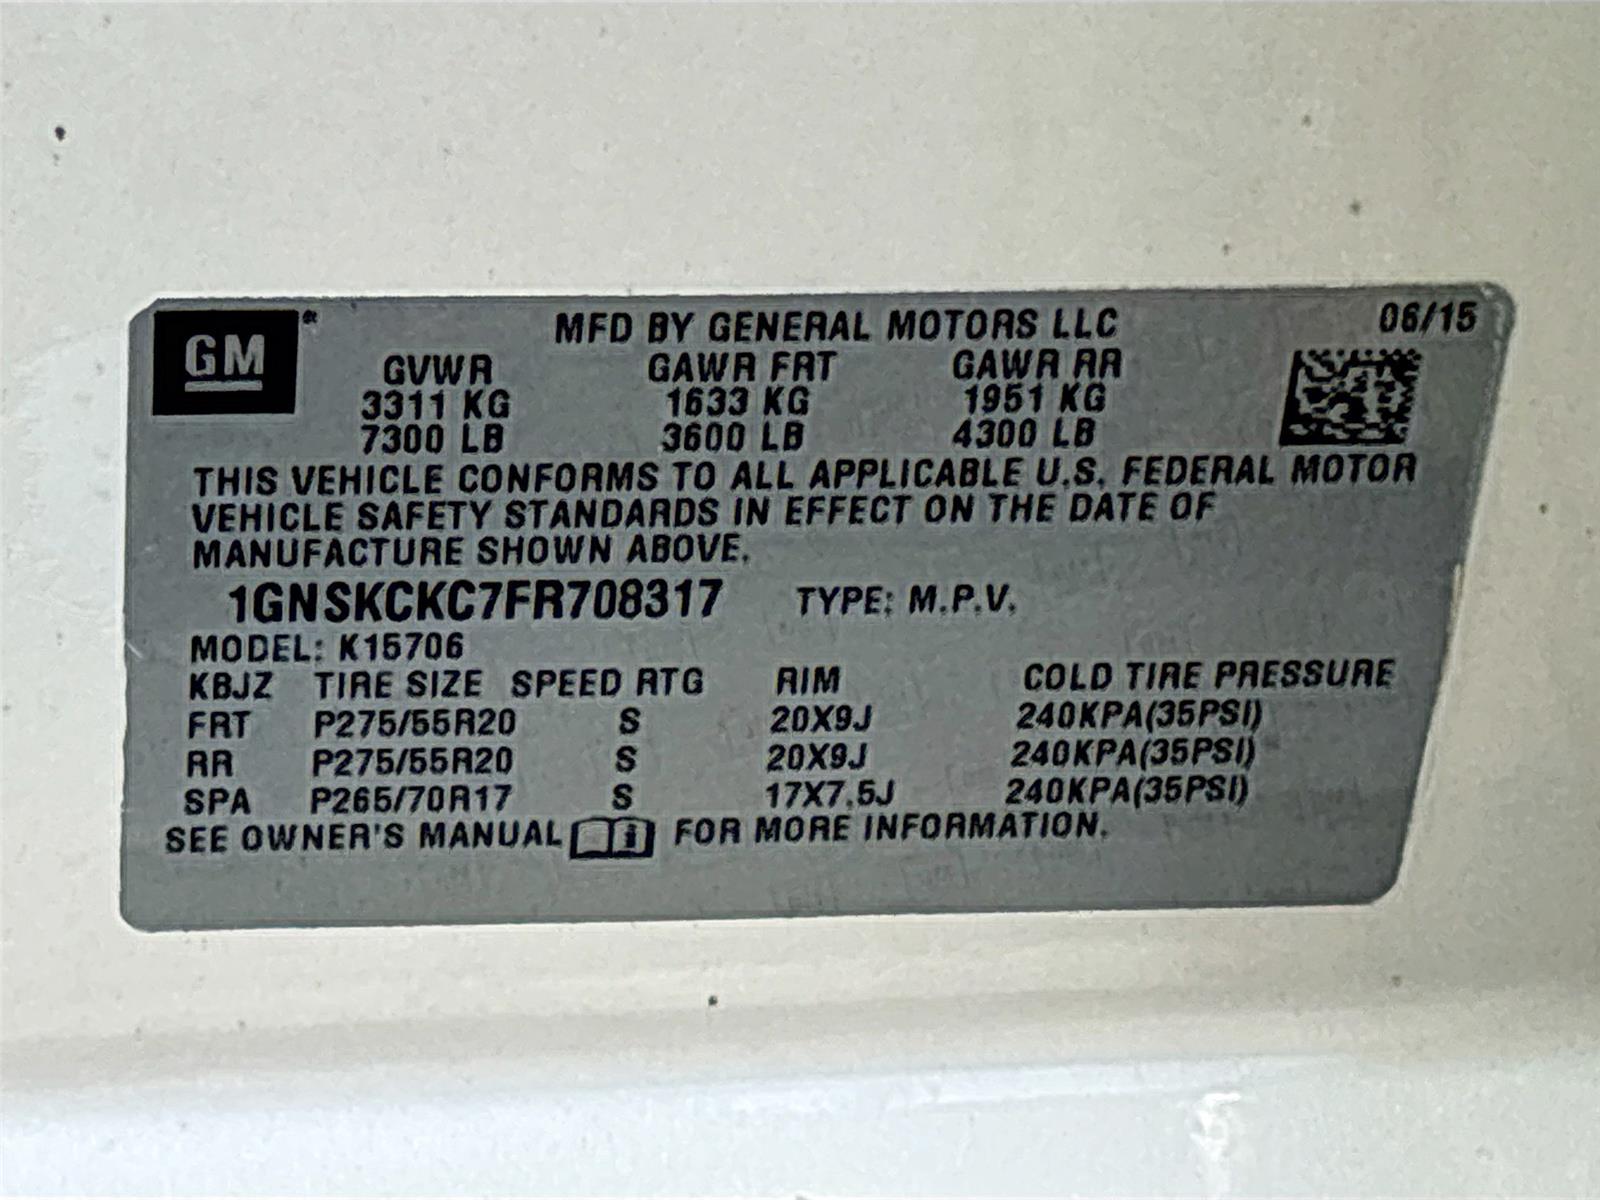 GM® MFD BY GENERAL MOTORS LLC 06/15
GVWR GAWR FRT GAWR RR
3311 KG 1633 KG 1951 KG
7300 LB 3600 LB 4300 LB
THIS VEHICLE CONFORMS TO ALL APPLICABLE U.S. FEDERAL MOTOR
VEHICLE SAFETY STANDARDS IN EFFECT ON THE DATE OF
MANUFACTURE SHOWN ABOVE.
1GNSKCKC7FR708317 TYPE: M.P.V.
MODEL: K15706
KBJZ TIRE SIZE SPEED RTG RIM COLD TIRE PRESSURE
FRT P275/55R20 S 20X9J 240KPA(35PSI)
RR P275/55R20 S 20X9J 240KPA(35PSI)
SPA P265/70R17 S 17X7.5J 240KPA(35PSI)
SEE OWNER'S MANUAL FOR MORE INFORMATION.